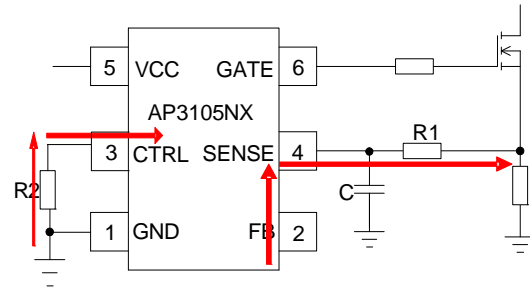 5 VCC GATE 6
AP3105NX
R1
3 CTRL SENSE 4
R2
C
1 GND FB 2